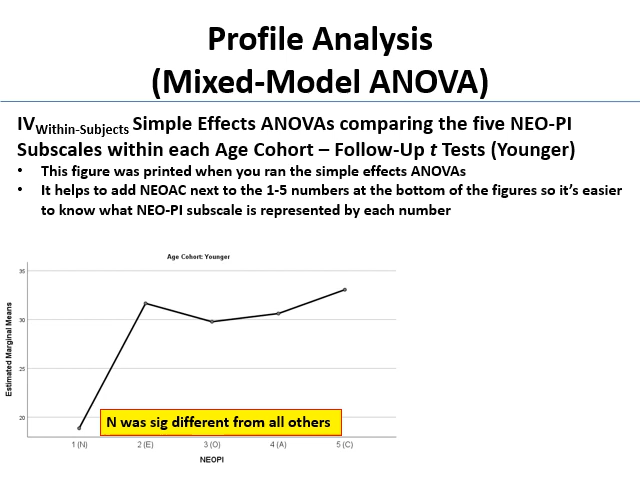 Profile Analysis
(Mixed-Model ANOVA)
IVWithin-Subjects Simple Effects ANOVAs comparing the five NEO-PI
Subscales within each Age Cohort – Follow-Up t Tests (Younger)
• This figure was printed when you ran the simple effects ANOVAs
• It helps to add NEOAC next to the 1-5 numbers at the bottom of the figures so it's easier
to know what NEO-PI subscale is represented by each number
Age Cohort: Younger
Estimated Marginal Means
35
30
25
20
N was sig different from all others
1 (N) 2 (E) 3 (O) 4 (A) 5 (C)
NEOPI